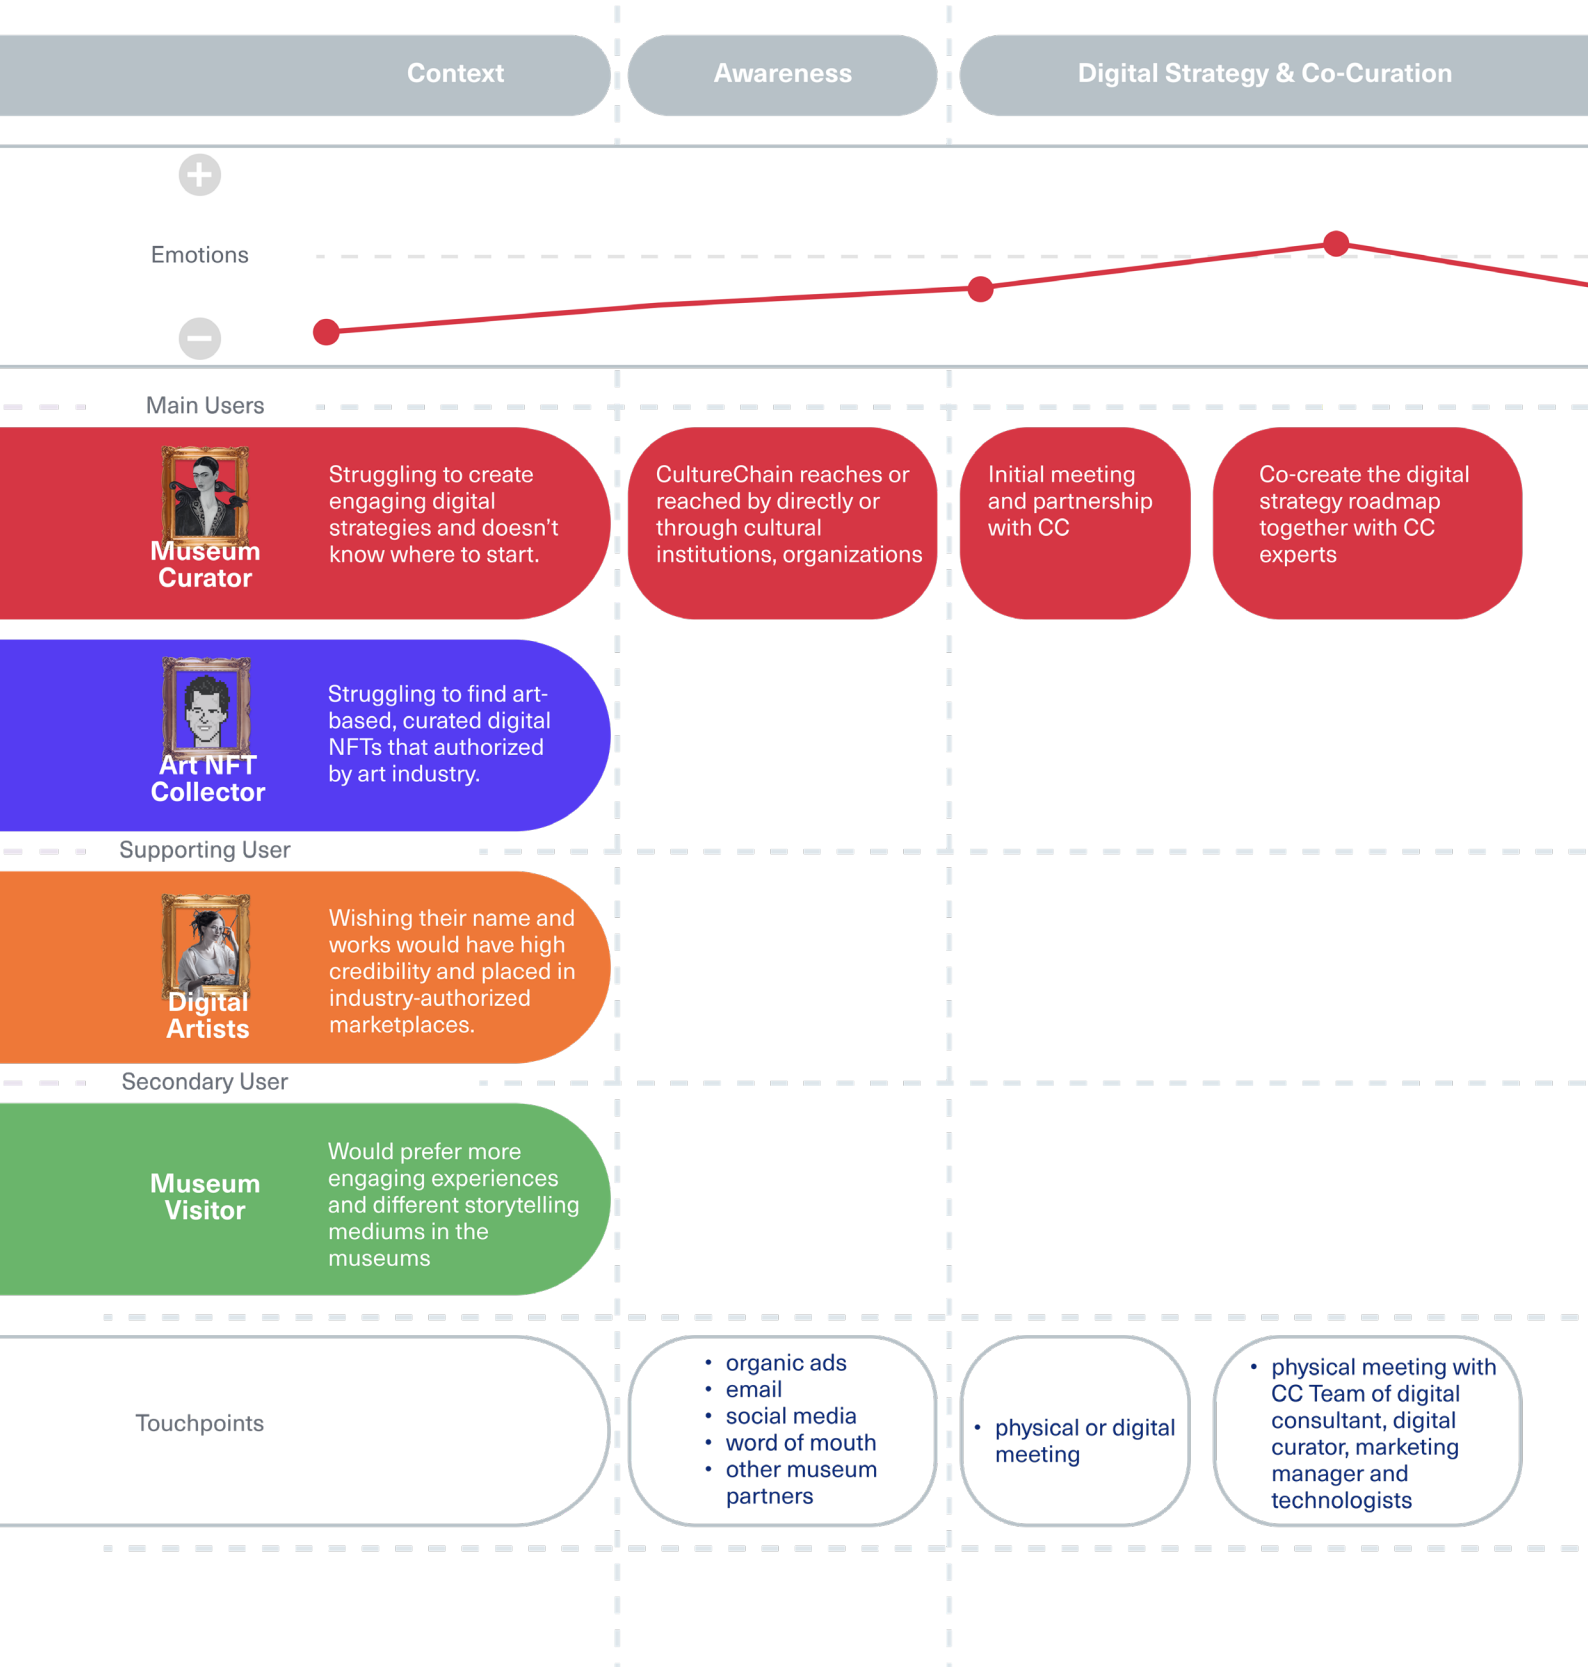 Context
Awareness
Digital Strategy & Co-Curation
Emotions
Main Users
Museum
Curator
Struggling to create
engaging digital
strategies and doesn't
know where to start.
CultureChain reaches or
reached by directly or
through cultural
institutions, organizations
Initial meeting
and partnership
with CC
Co-create the digital
strategy roadmap
together with CC
experts
Art NFT
Collector
Struggling to find art-
based, curated digital
NFTs that authorized
by art industry.
Supporting User
Digital
Artists
Wishing their name and
works would have high
credibility and placed in
industry-authorized
marketplaces.
Secondary User
Museum
Visitor
Would prefer more
engaging experiences
and different storytelling
mediums in the
museums
Touchpoints
• organic ads
• email
• social media
• word of mouth
• other museum
partners
• physical or digital
meeting
• physical meeting with
CC Team of digital
consultant, digital
curator, marketing
manager and
technologists